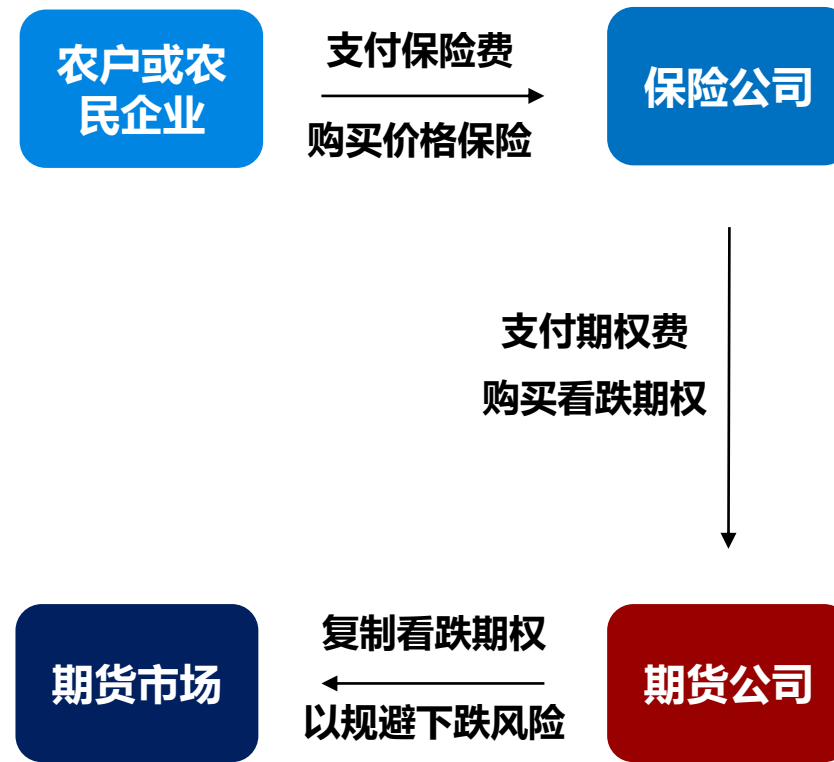 农户或农
民企业
支付保险费
购买价格保险
保险公司
支付期权费
购买看跌期权
期货市场
复制看跌期权
以规避下跌风险
期货公司